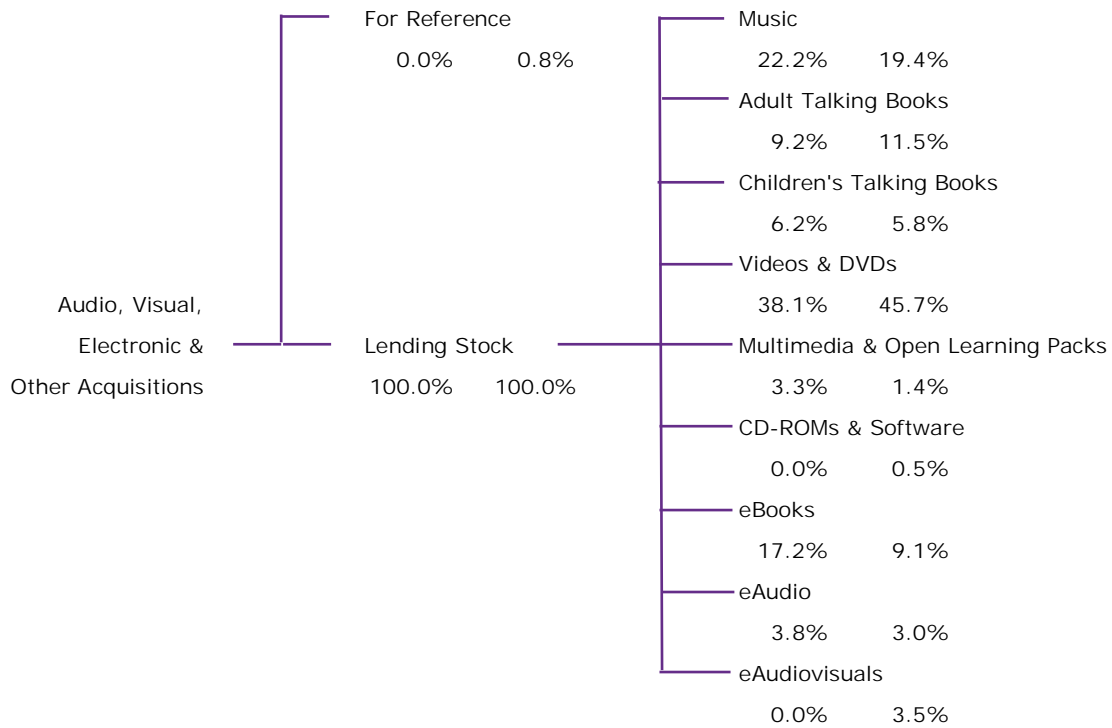 For Reference
0.0% 0.8%
Audio, Visual,
Electronic &
Other Acquisitions
Lending Stock
100.0% 100.0%
Music
22.2% 19.4%
Adult Talking Books
9.2% 11.5%
Children's Talking Books
6.2% 5.8%
Videos & DVDs
38.1% 45.7%
Multimedia & Open Learning Packs
3.3% 1.4%
CD-ROMs & Software
0.0% 0.5%
eBooks
17.2% 9.1%
eAudio
3.8% 3.0%
eAudiovisuals
0.0% 3.5%